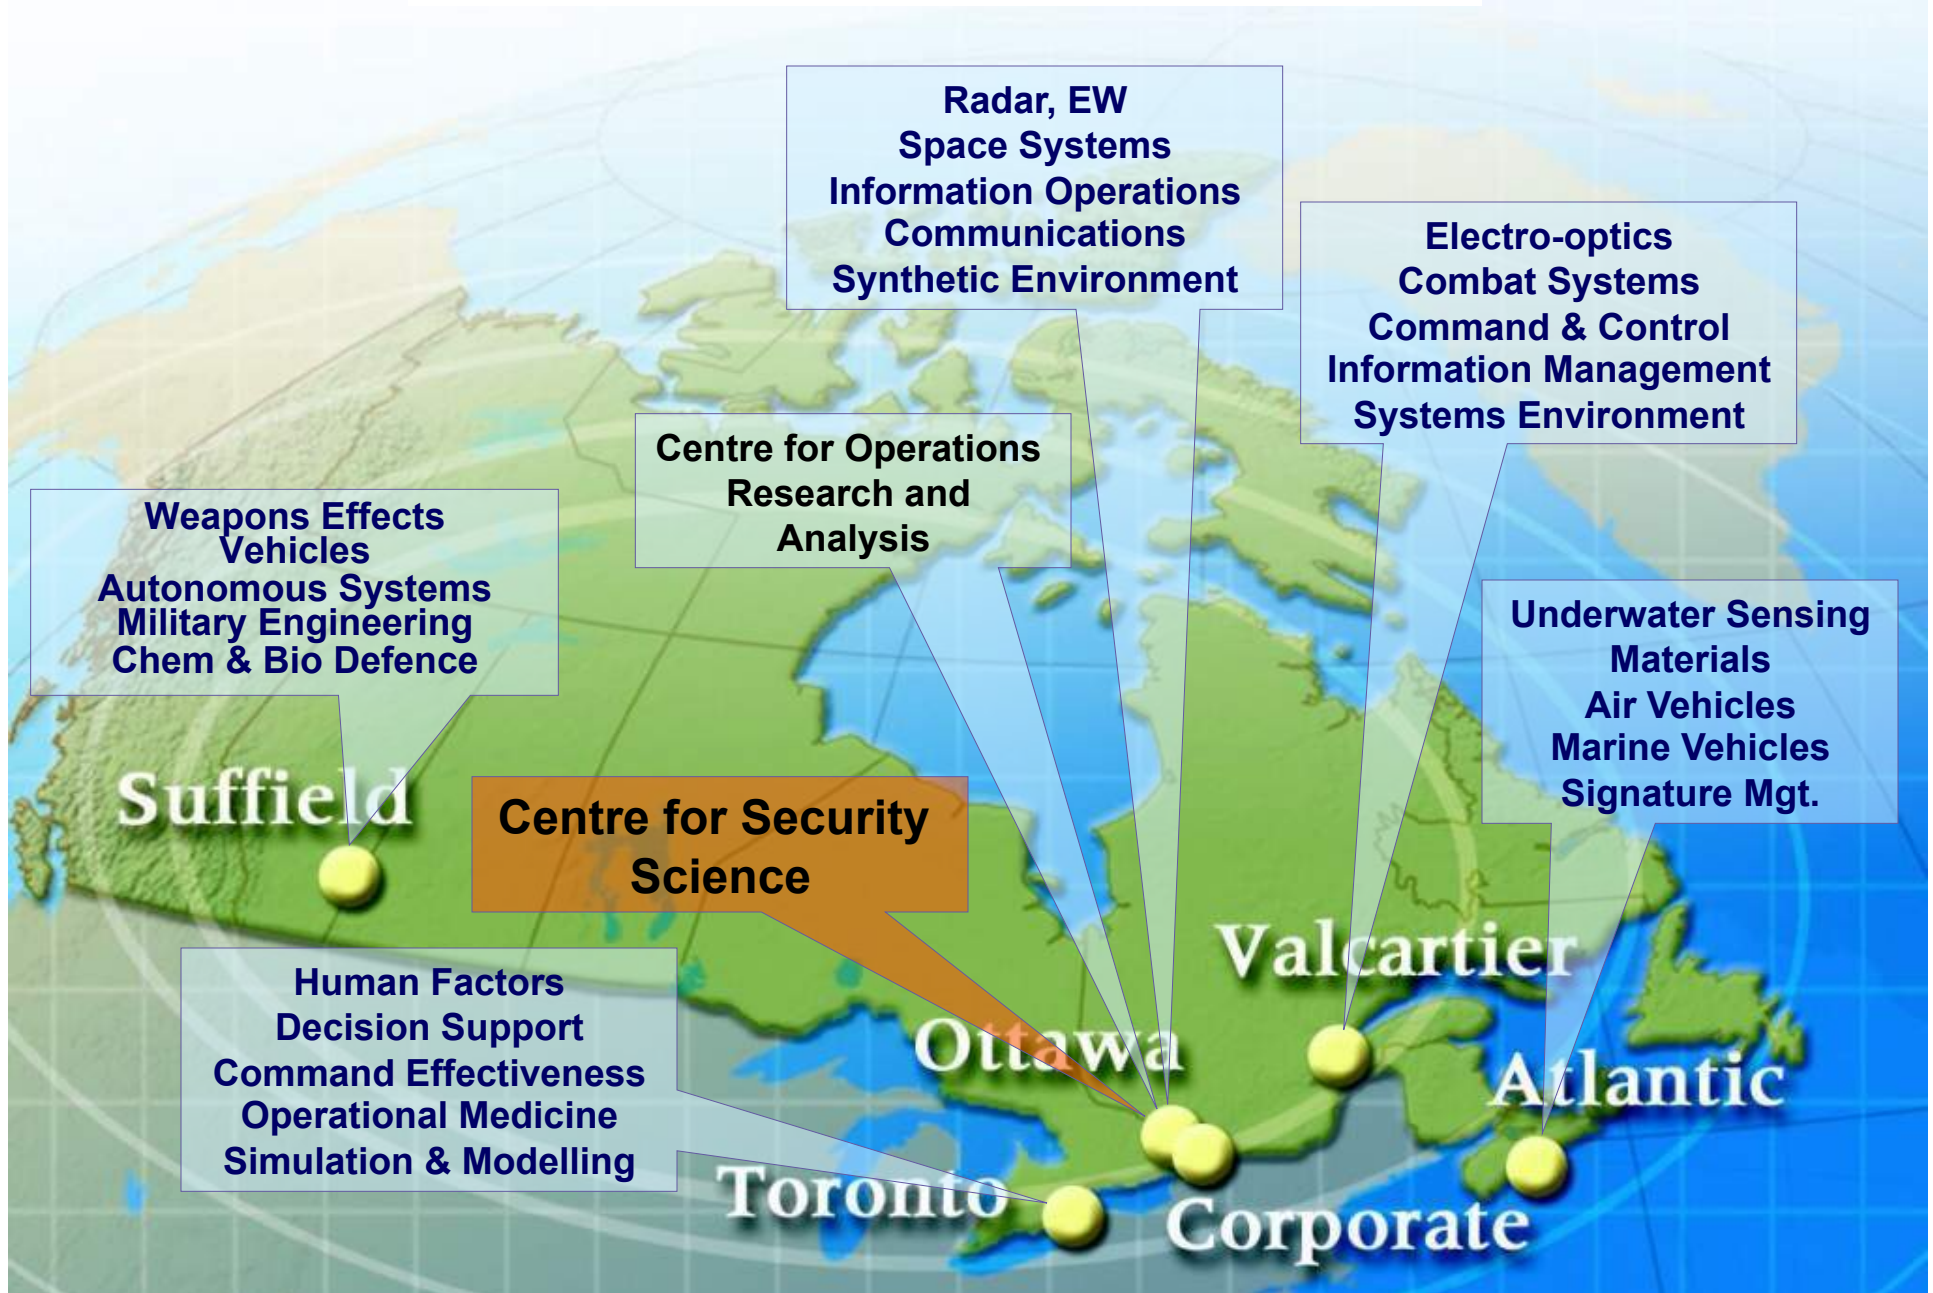 Radar, EW
Space Systems
Information Operations
Communications
Synthetic Environment
Electro-optics
Combat Systems
Command & Control
Information Management
Systems Environment
Centre for Operations
Research and
Analysis
Weapons Effects
Vehicles
Autonomous Systems
Military Engineering
Chem & Bio Defence
Underwater Sensing
Materials
Air Vehicles
Marine Vehicles
Signature Mgt.
Suffield
Centre for Security
Science
Human Factors
Decision Support
Command Effectiveness
Operational Medicine
Simulation & Modelling
Valcartier
Ottawa
Atlantic
Toronto
Corporate